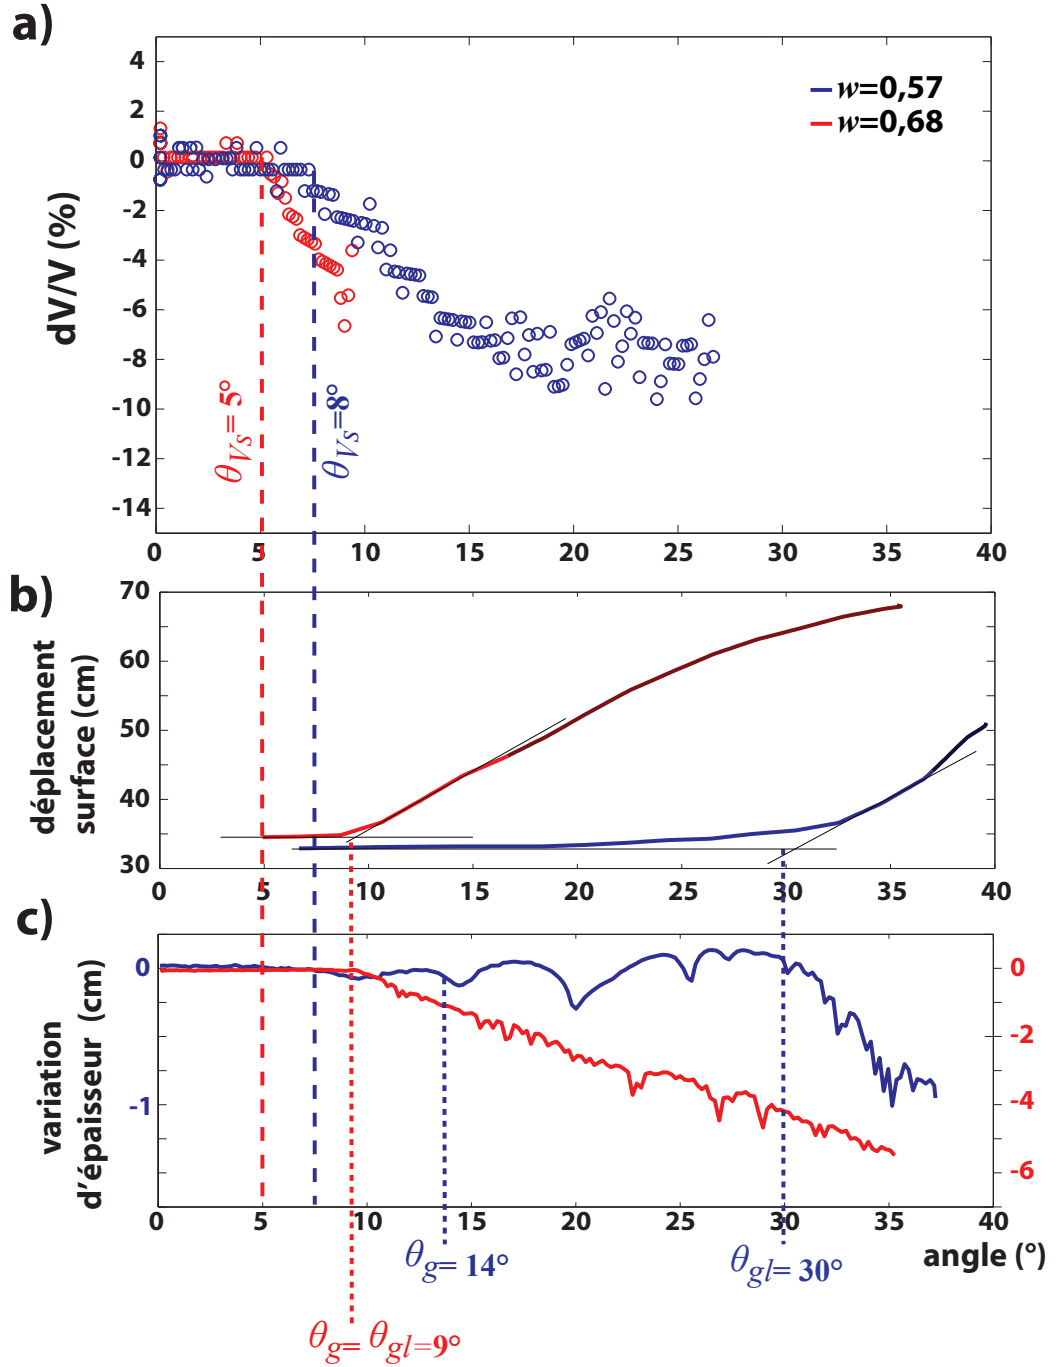 a)
4
2
0
-2
-4
-6
-8
-10
-12
-14
dV/V (%)
w=0,57
w=0,68
θVs= 5°
θVs= 8°
0 5 10 15 20 25 30 35 40
b)
70
60
50
40
30
déplacement
surface (cm)
0 5 10 15 20 25 30 35 40
c)
0
-1
variation
d'épaisseur (cm)
0
-2
-4
-6
0 5 10 15 20 25 30 35 40
angle (°)
θg= 14°
θgl= 30°
θg= θgl=9°